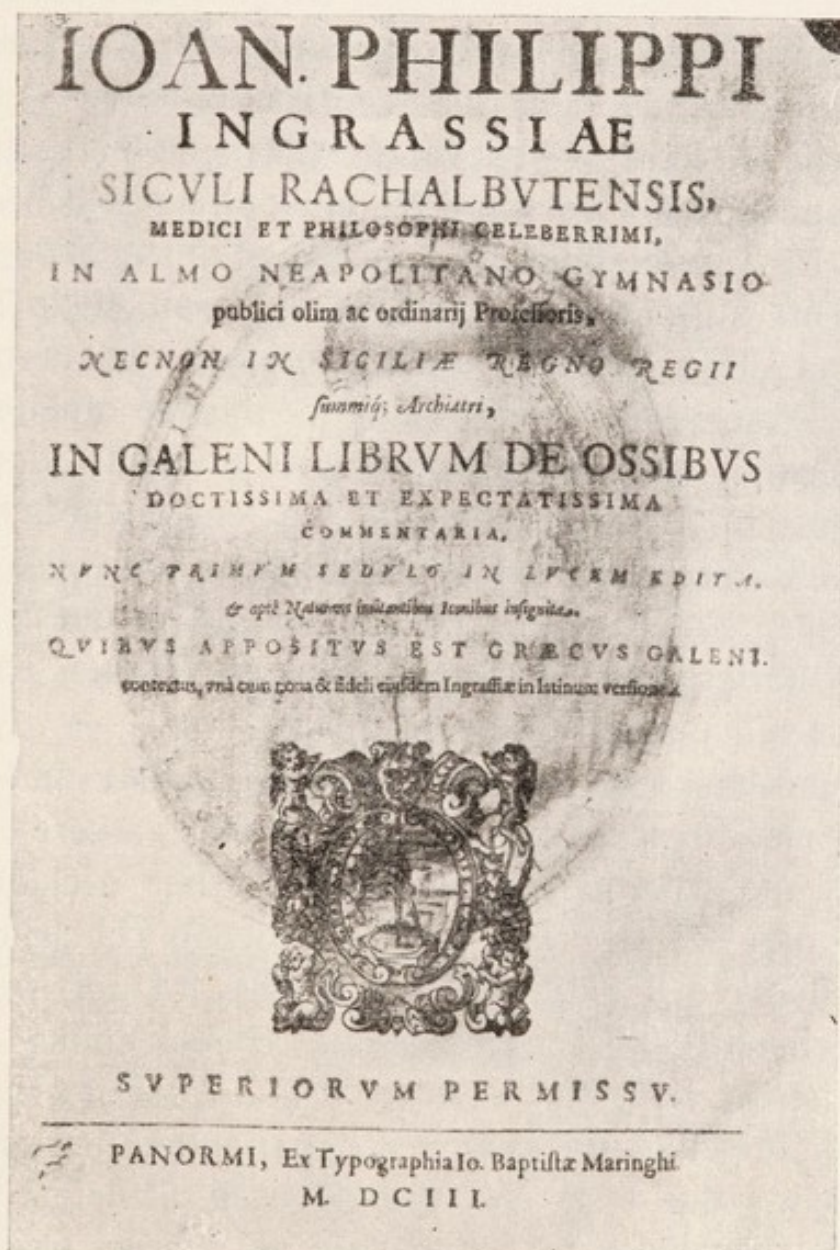 IOAN. PHILIPPI
INGRASSIAE
SICVLI RACHALBVTENSIS,
MEDICI ET PHILOSOPHI CELEBERRIMI,
IN ALMO NEAPOLITANO GYMNASIO
publici olim ac ordinarij Professoris,
NECNON IN SICILIÆ REGNO REGII
summiq; Archiatri,
IN GALENI LIBRVM DE OSSIBVS
DOCTISSIMA ET EXPECTATISSIMA
COMMENTARIA,
NVNC PRIMVM SEDVLO IN LVCEM EDITA.
& aptè Naturam imitantibus Iconibus insignita.
QVIBVS APPOSITVS EST GRÆCVS GALENI.
contextus, vnà cum & fideli eiusdem Ingrassiæ in latinum versione.
SVPERIORVM PERMISSV.
PANORMI, Ex Typographia Io. Baptistæ Maringhi
M. DCIII.